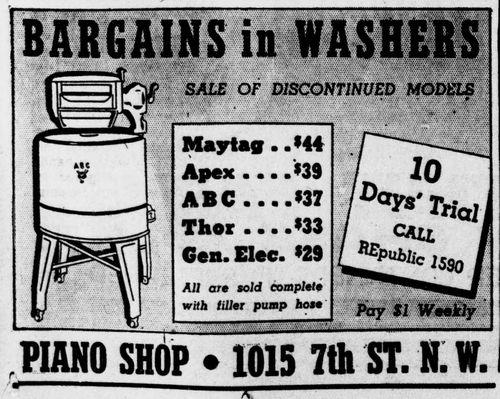 BARGAINS in WASHERS
SALE OF DISCONTINUED MODELS
ABC
Maytag . . $44
Apex . . . . $39
ABC . . . . $37
Thor . . . . $33
Gen. Elec. $29
All are sold complete
with filler pump hose
10
Days' Trial
CALL
REpublic 1590
Pay $1 Weekly
PIANO SHOP • 1015 7th ST. N. W.